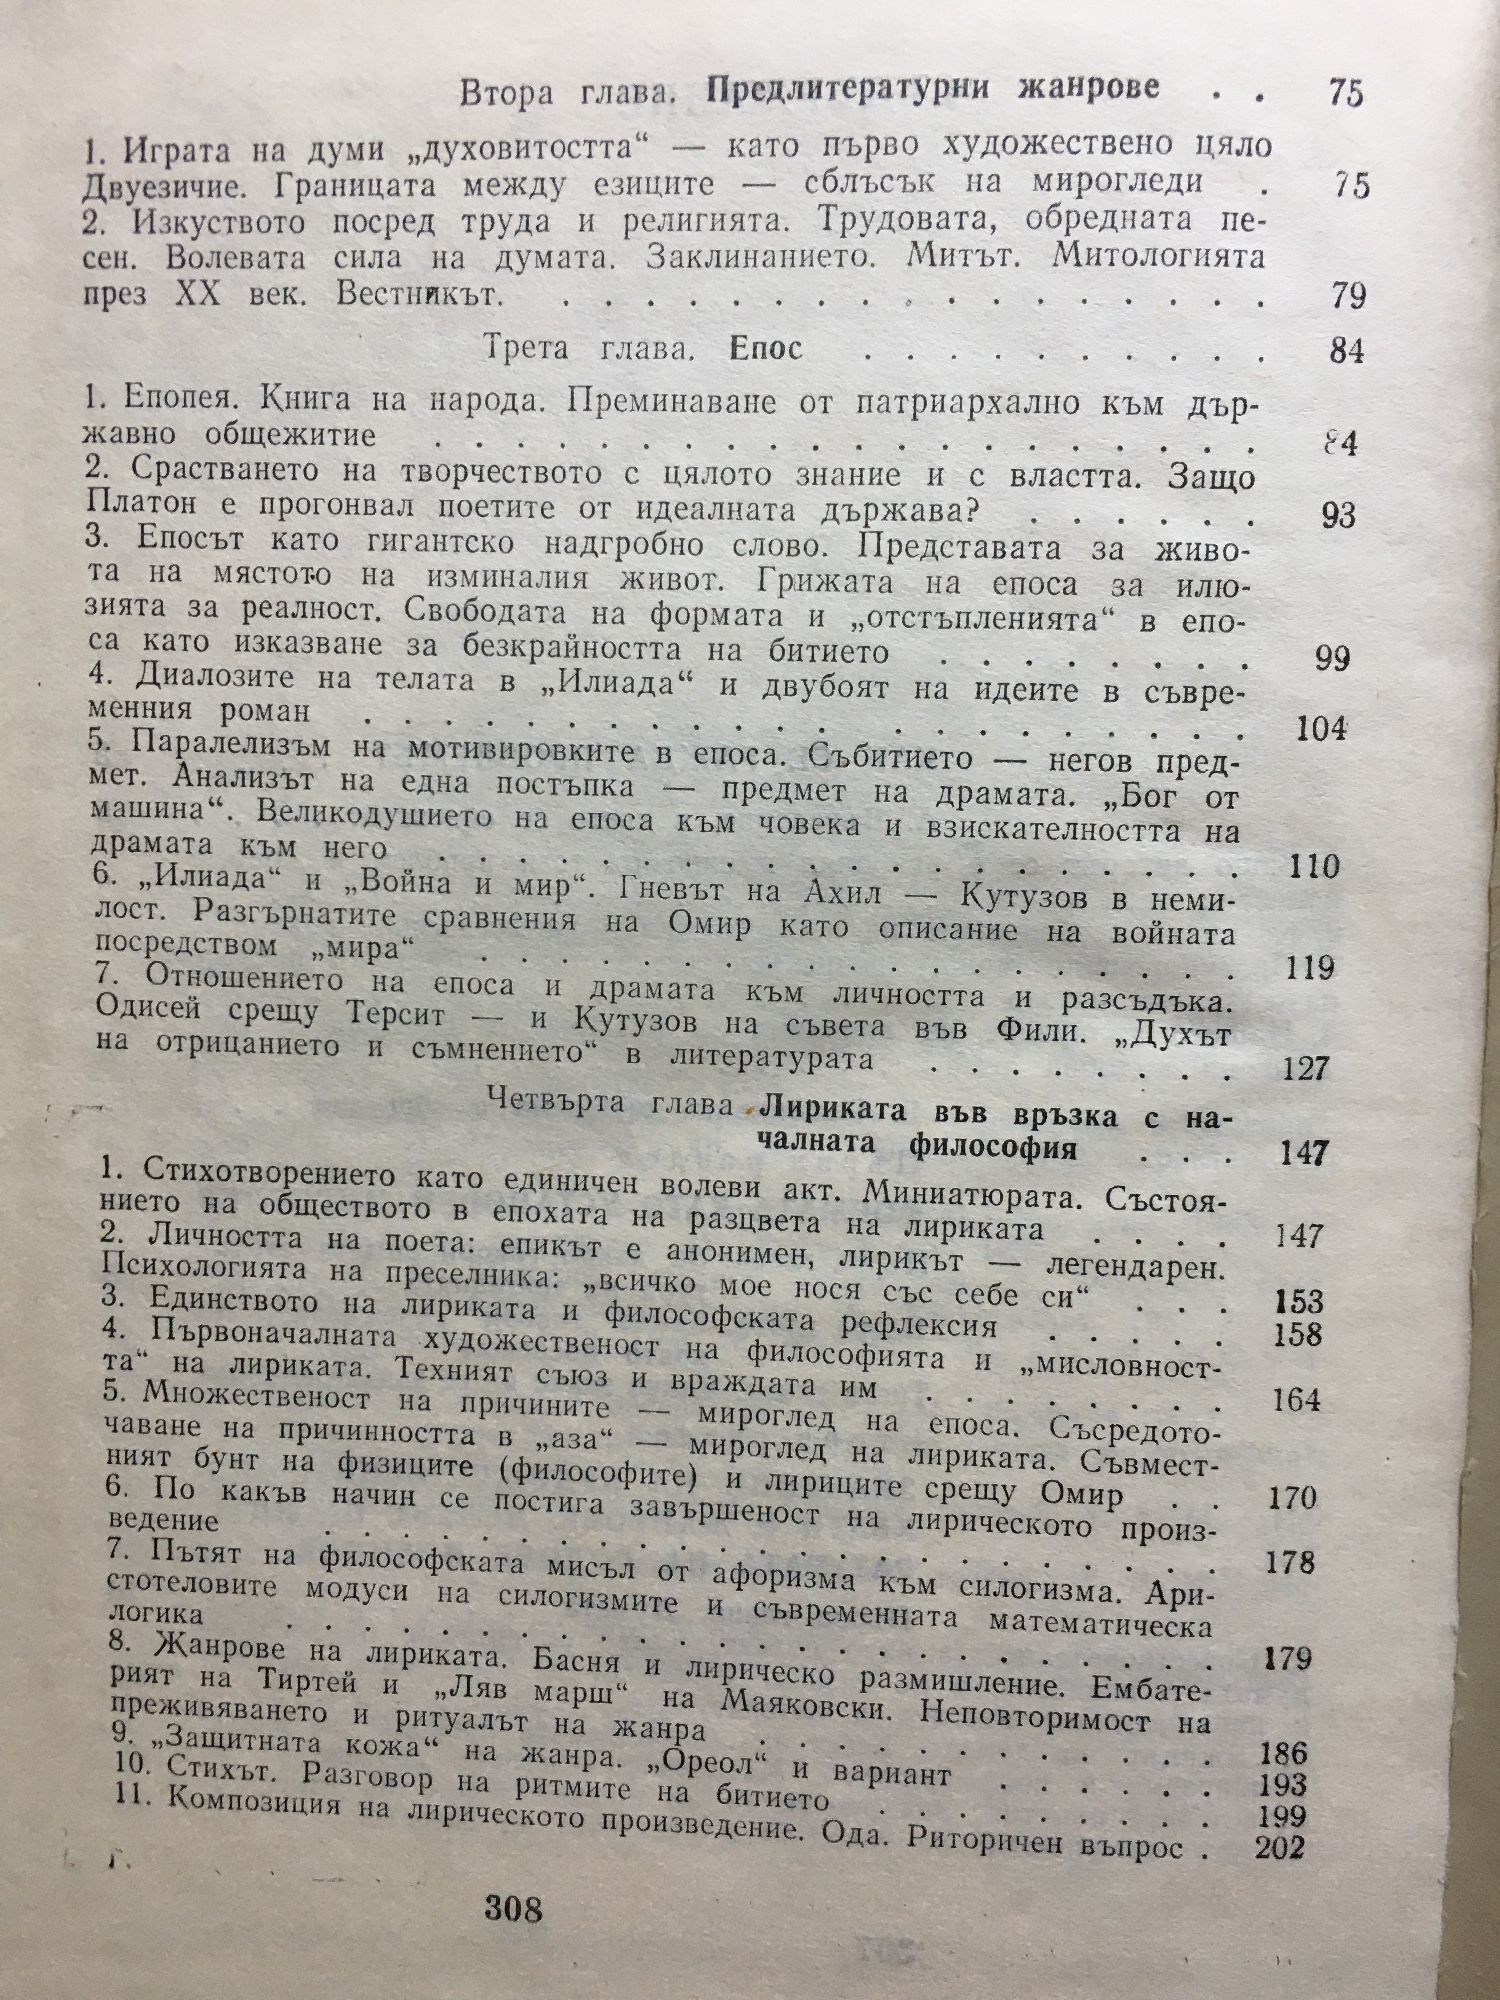 Втора глава. Предлитературни жанрове . . 75
1. Играта на думи „духовитостта“ — като първо художествено цяло
Двуезичие. Границата между езиците — сблъсък на мирогледи . 75
2. Изкуството посред труда и религията. Трудовата, обредната пе-
сен. Волевата сила на думата. Заклинанието. Митът. Митологията
през XX век. Вестникът. . . . . . . . . . . . . . . . . . 79
Трета глава. Епос . . . . . . . . . . 84
1. Епопея. Книга на народа. Преминаване от патриархално към дър-
жавно общежитие . . . . . . . . . . . . . . . . . . . . 84
2. Срастването на творчеството с цялото знание и с властта. Защо
Платон е прогонвал поетите от идеалната държава? . . . . . . 93
3. Епосът като гигантско надгробно слово. Представата за живо-
та на мястото на изминалия живот. Грижата на епоса за илю-
зията за реалност. Свободата на формата и „отстъпленията“ в епо-
са като изказване за безкрайността на битието . . . . . . . . 99
4. Диалозите на телата в „Илиада“ и двубоят на идеите в съвре-
менния роман . . . . . . . . . . . . . . . . . . . . . . 104
5. Паралелизъм на мотивировките в епоса. Събитието — негов пред-
мет. Анализът на една постъпка — предмет на драмата. „Бог от
машина“. Великодушието на епоса към човека и взискателността на
драмата към него . . . . . . . . . . . . . . . . . . . . 110
6. „Илиада“ и „Война и мир“. Гневът на Ахил — Кутузов в неми-
лост. Разгърнатите сравнения на Омир като описание на войната
посредством „мира“ . . . . . . . . . . . . . . . . . . . 119
7. Отношението на епоса и драмата към личността и разсъдъка.
Одисей срещу Терсит — и Кутузов на съвета във Фили. „Духът
на отрицанието и съмнението“ в литературата . . . . . . . . 127
Четвърта глава. Лириката във връзка с на-
чалната философия . . . 147
1. Стихотворението като единичен волеви акт. Миниатюрата. Състоя-
нието на обществото в епохата на разцвета на лириката . . . . 147
2. Личността на поета: епикът е анонимен, лирикът — легендарен.
Психологията на преселника: „всичко мое нося със себе си“ . . . 153
3. Единството на лириката и философската рефлексия . . . . . 158
4. Първоначалната художественост на философията и „мисловност-
та“ на лириката. Техният съюз и враждата им . . . . . . . . 164
5. Множественост на причините — мироглед на епоса. Съсредото-
чаване на причинността в „аза“ — мироглед на лириката. Съвмест-
ният бунт на физиците (философите) и лириците срещу Омир . . 170
6. По какъв начин се постига завършеност на лирическото произ-
ведение . . . . . . . . . . . . . . . . . . . . . . 178
7. Пътят на философската мисъл от афоризма към силогизма. Ари-
стотеловите модуси на силогизмите и съвременната математическа
логика . . . . . . . . . . . . . . . . . . . . . . . 179
8. Жанрове на лириката. Басня и лирическо размишление. Ембате-
рият на Тиртей и „Ляв марш“ на Маяковски. Неповторимост на
преживяването и ритуалът на жанра . . . . . . . . . . . . 186
9. „Защитната кожа“ на жанра. „Ореол“ и вариант . . . . . . 193
10. Стихът. Разговор на ритмите на битието . . . . . . . . . 199
11. Композиция на лирическото произведение. Ода. Риторичен въпрос . 202
308